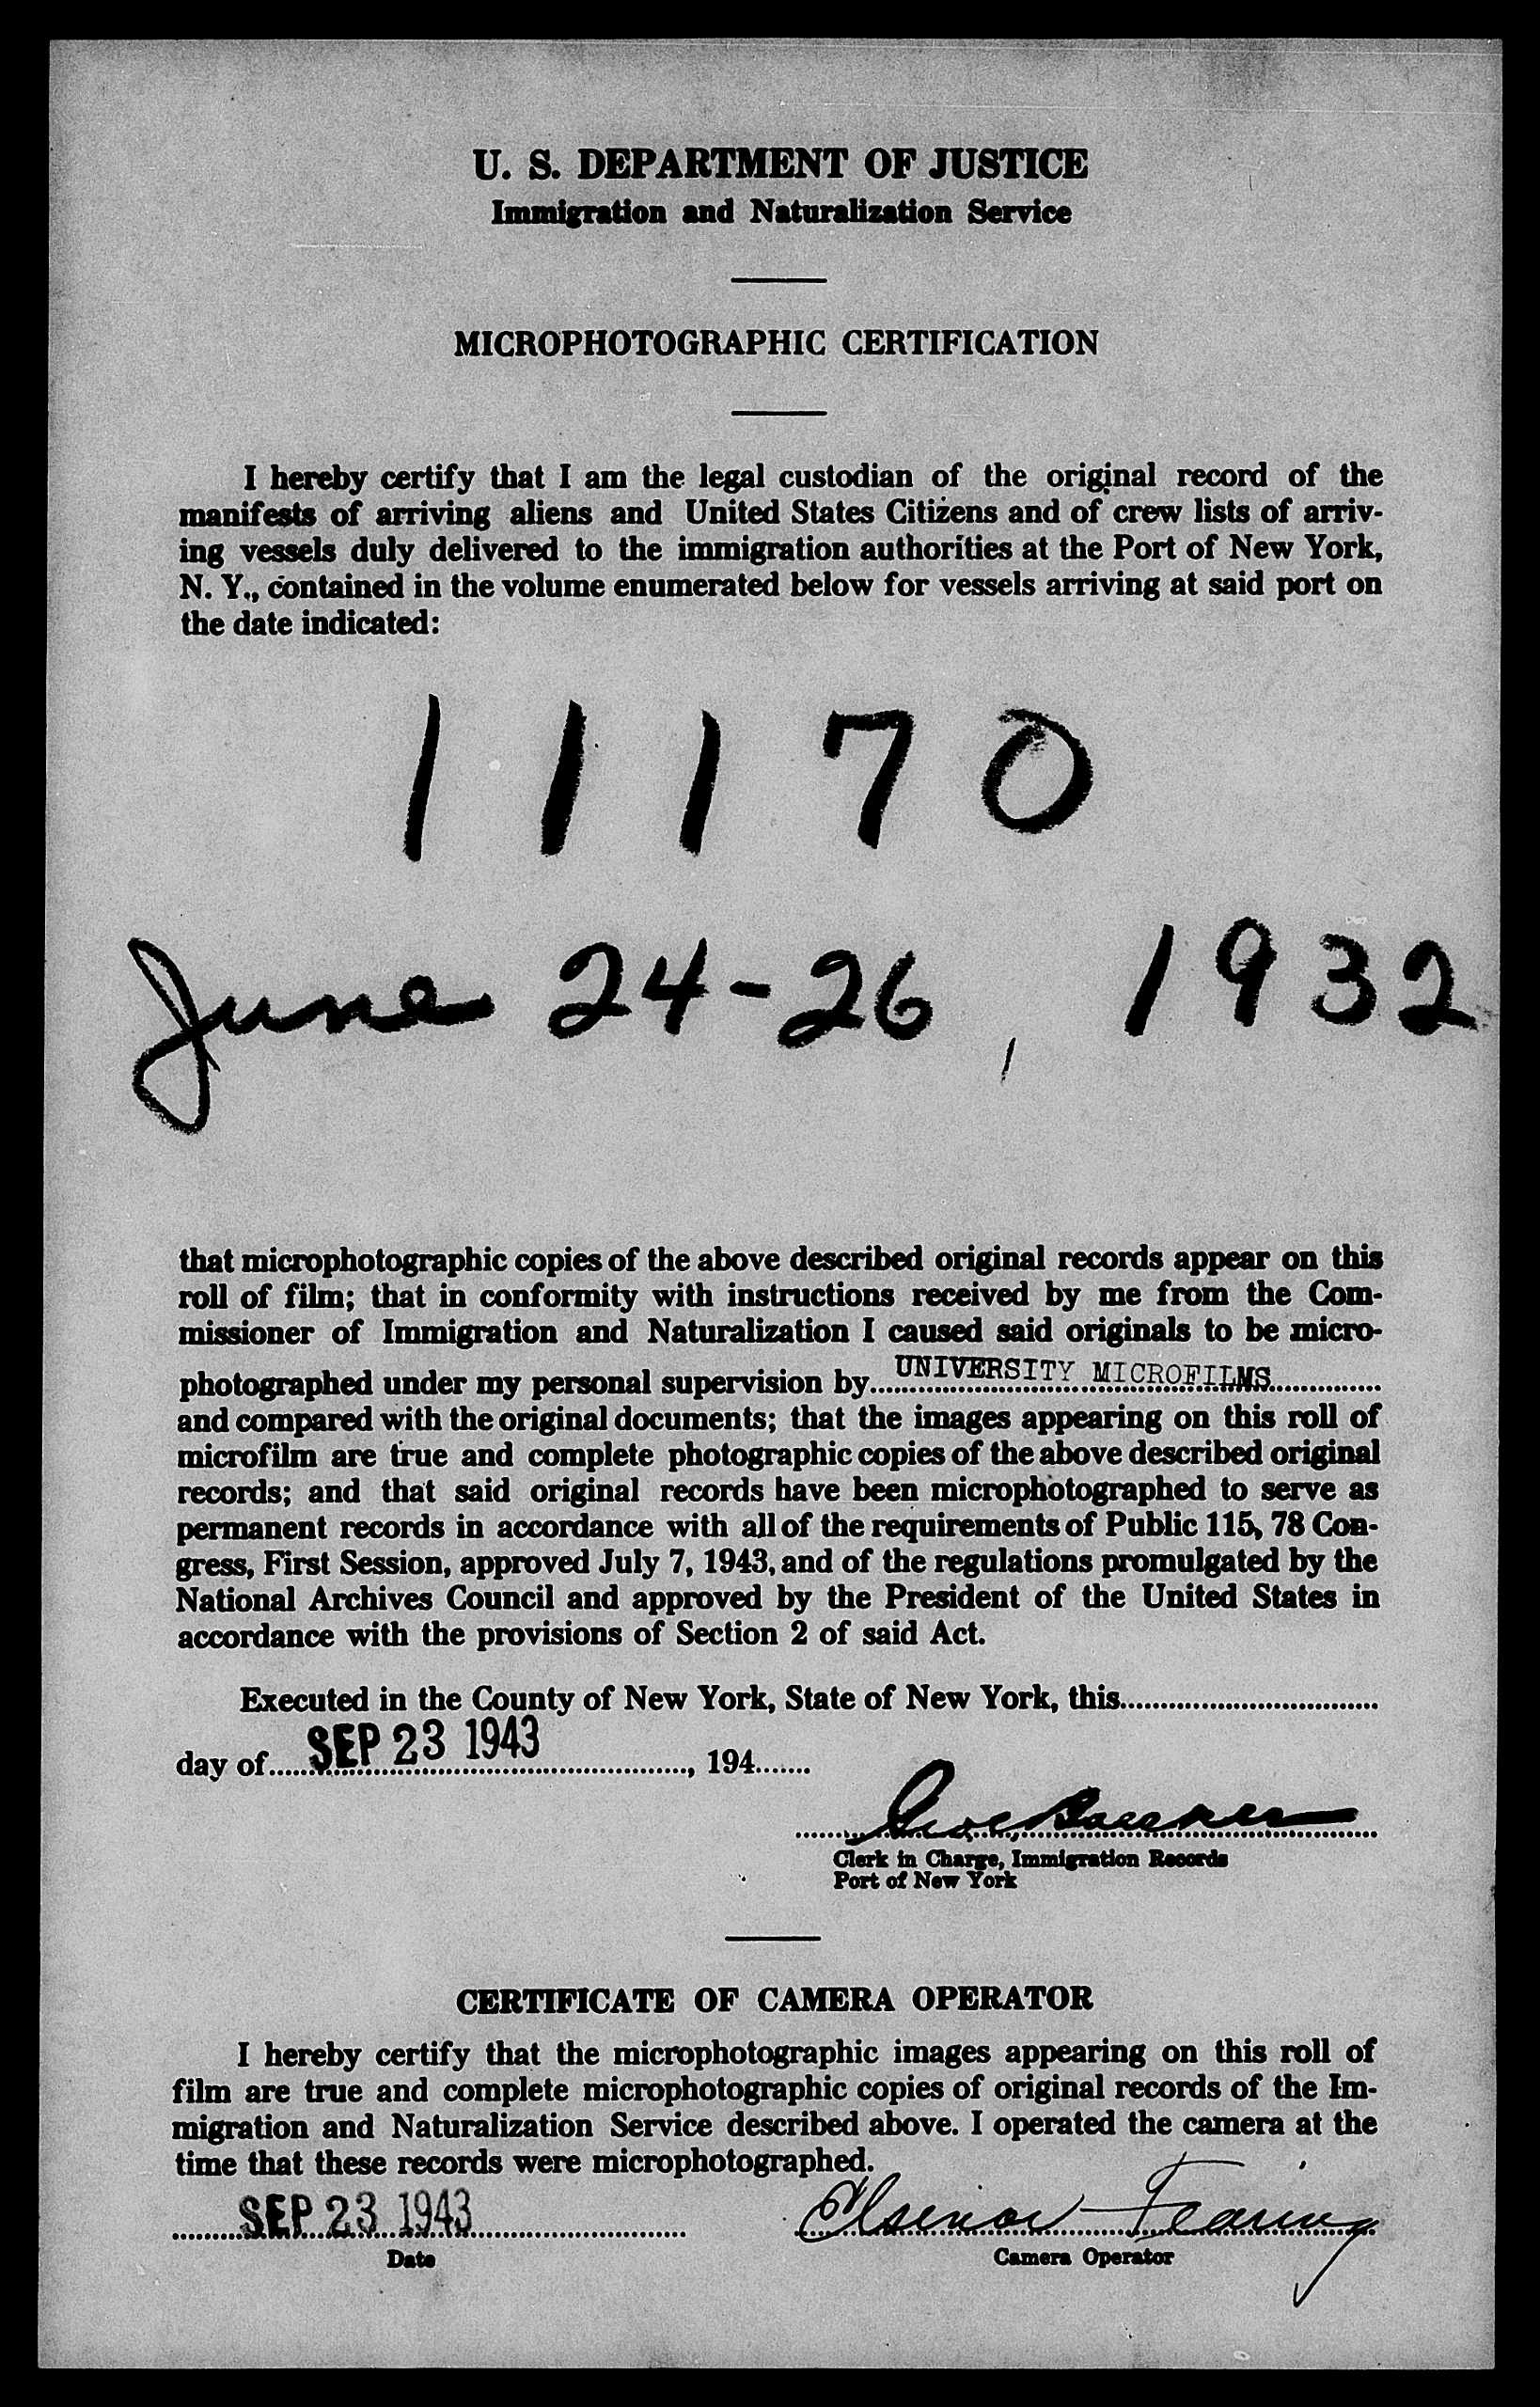 U. S. DEPARTMENT OF JUSTICE
Immigration and Naturalization Service
MICROPHOTOGRAPHIC CERTIFICATION
I hereby certify that I am the legal custodian of the original record of the
manifests of arriving aliens and United States Citizens and of crew lists of arriv-
ing vessels duly delivered to the immigration authorities at the Port of New York,
N. Y., contained in the volume enumerated below for vessels arriving at said port on
the date indicated:
11170
June 24-26, 1932
that microphotographic copies of the above described original records appear on this
roll of film; that in conformity with instructions received by me from the Com-
missioner of Immigration and Naturalization I caused said originals to be micro-
photographed under my personal supervision by UNIVERSITY MICROFILMS
and compared with the original documents; that the images appearing on this roll of
microfilm are true and complete photographic copies of the above described original
records; and that said original records have been microphotographed to serve as
permanent records in accordance with all of the requirements of Public 115, 78 Con-
gress, First Session, approved July 7, 1943, and of the regulations promulgated by the
National Archives Council and approved by the President of the United States in
accordance with the provisions of Section 2 of said Act.
Executed in the County of New York, State of New York, this
day of SEP 23 1943, 194
Clerk in Charge, Immigration Records
Port of New York
CERTIFICATE OF CAMERA OPERATOR
I hereby certify that the microphotographic images appearing on this roll of
film are true and complete microphotographic copies of original records of the Im-
migration and Naturalization Service described above. I operated the camera at the
time that these records were microphotographed.
SEP 23 1943 Fearing
Date Camera Operator